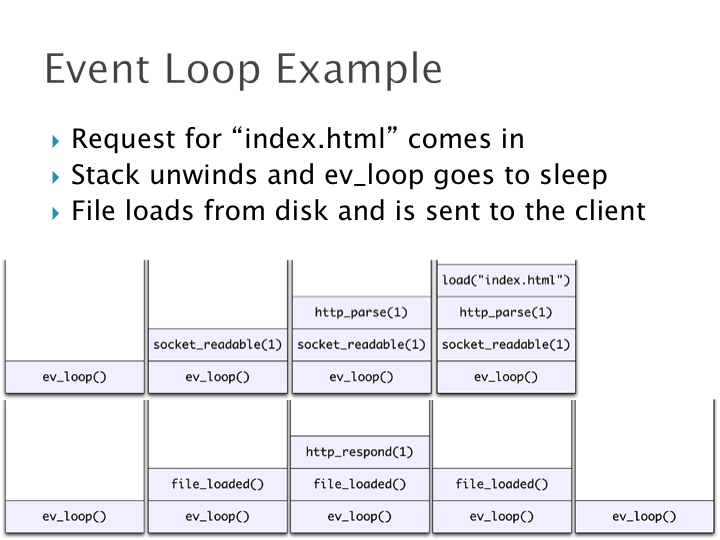 Event Loop Example
Request for “index.html” comes in
Stack unwinds and ev_loop goes to sleep
File loads from disk and is sent to the client
load("index.html")
http_parse(1) http_parse(1)
socket_readable(1) socket_readable(1) socket_readable(1)
ev_loop() ev_loop() ev_loop() ev_loop()
http_respond(1)
file_loaded() file_loaded() file_loaded()
ev_loop() ev_loop() ev_loop() ev_loop() ev_loop()